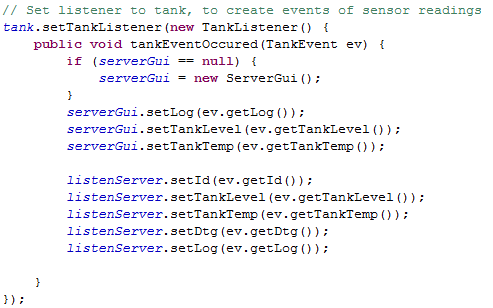 // Set listener to tank, to create events of sensor readings
tank.setTankListener(new TankListener() {
    public void tankEventOccured(TankEvent ev) {
        if (serverGui == null) {
            serverGui = new ServerGui();
        }
        serverGui.setLog(ev.getLog());
        serverGui.setTankLevel(ev.getTankLevel());
        serverGui.setTankTemp(ev.getTankTemp());

        listenServer.setId(ev.getId());
        listenServer.setTankLevel(ev.getTankLevel());
        listenServer.setTankTemp(ev.getTankTemp());
        listenServer.setDtg(ev.getDtg());
        listenServer.setLog(ev.getLog());

    }
});